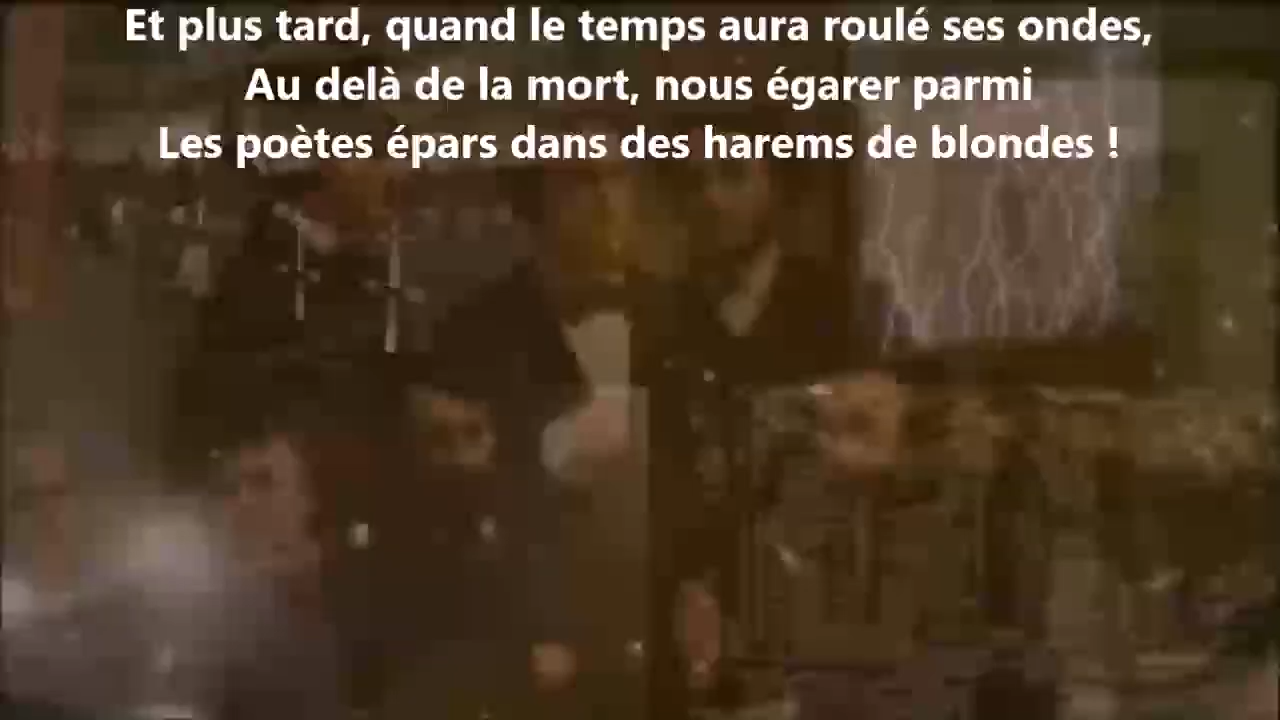 Et plus tard, quand le temps aura roulé ses ondes,
Au delà de la mort, nous égarer parmi
Les poètes épars dans des harems de blondes !